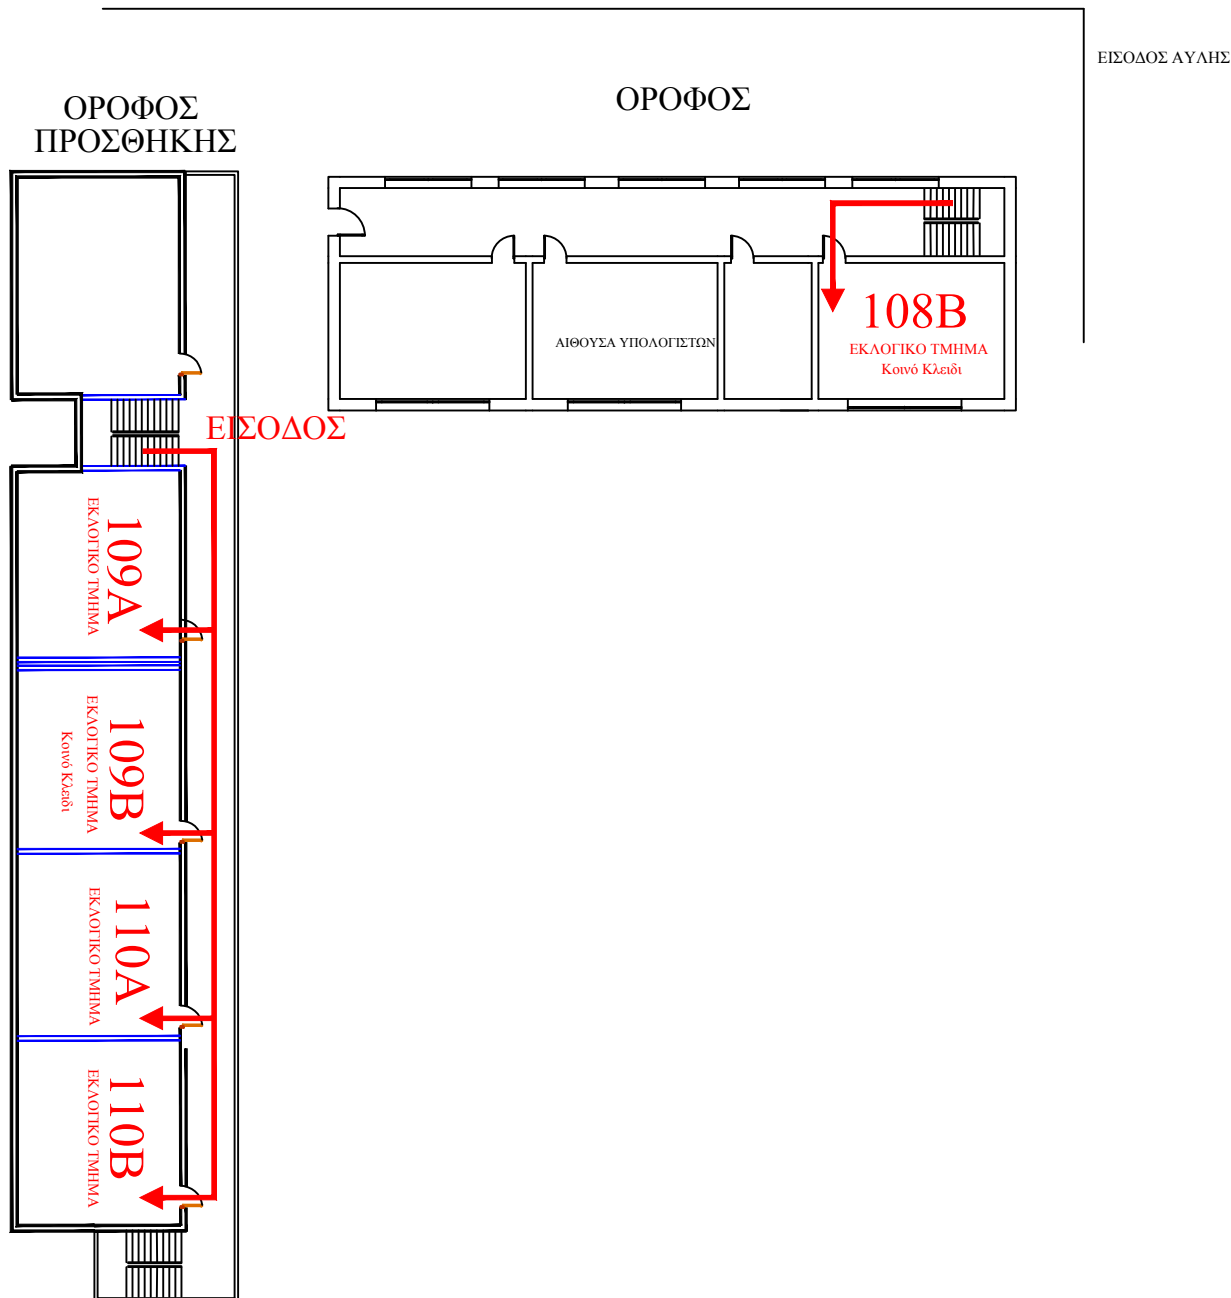 ΕΙΣΟΔΟΣ ΑΥΛΗΣ
ΟΡΟΦΟΣ
ΠΡΟΣΘΗΚΗΣ
ΟΡΟΦΟΣ
108Β
ΕΚΛΟΓΙΚΟ ΤΜΗΜΑ
Κοινό Κλειδι
ΑΙΘΟΥΣΑ ΥΠΟΛΟΓΙΣΤΩΝ
ΕΙΣΟΔΟΣ
109Α
ΕΚΛΟΓΙΚΟ ΤΜΗΜΑ
109Β
ΕΚΛΟΓΙΚΟ ΤΜΗΜΑ
Κοινό Κλειδι
110Α
ΕΚΛΟΓΙΚΟ ΤΜΗΜΑ
110Β
ΕΚΛΟΓΙΚΟ ΤΜΗΜΑ